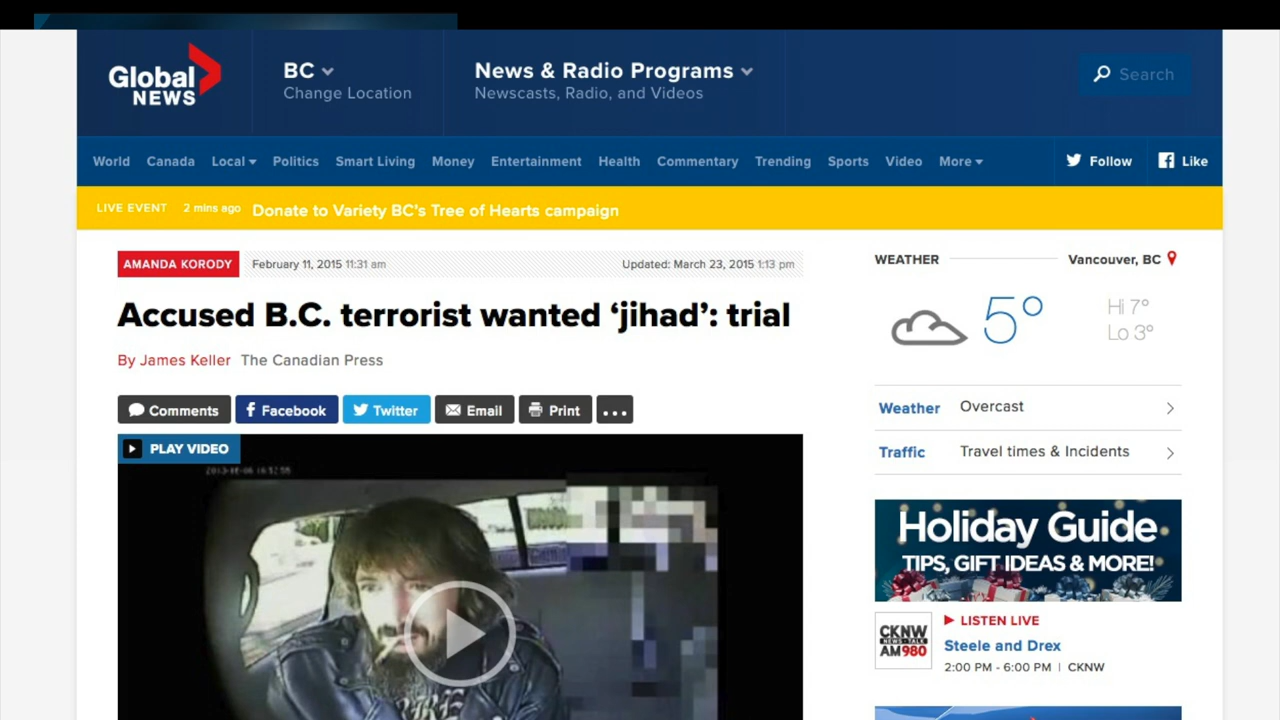 Global
NEWS
BC
Change Location
News & Radio Programs
Newscasts, Radio, and Videos
Search
World Canada Local Politics Smart Living Money Entertainment Health Commentary Trending Sports Video More Follow Like
LIVE EVENT 2 mins ago Donate to Variety BC's Tree of Hearts campaign
AMANDA KORODY February 11, 2015 11:31 am Updated: March 23, 2015 1:13 pm
Accused B.C. terrorist wanted ‘jihad’: trial
By James Keller The Canadian Press
Comments Facebook Twitter Email Print ...
PLAY VIDEO
WEATHER Vancouver, BC
5°
Hi 7°
Lo 3°
Weather Overcast
Traffic Travel times & Incidents
Holiday Guide
TIPS, GIFT IDEAS & MORE!
CKNW
NEWS • TALK
AM980
LISTEN LIVE
Steele and Drex
2:00 PM - 6:00 PM | CKNW